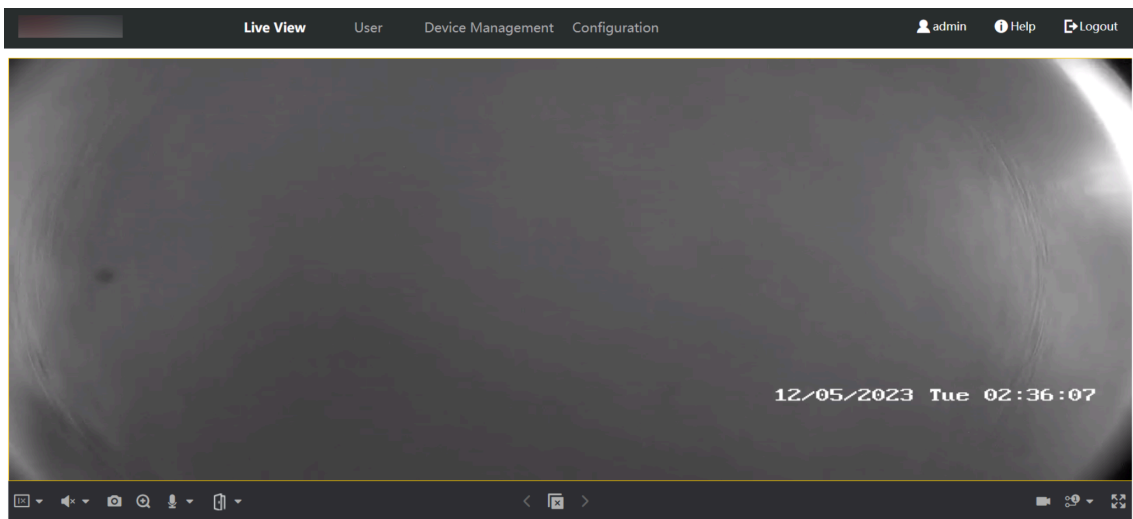 Live View User Device Management Configuration admin Help Logout
12/05/2023 Tue 02:36:07